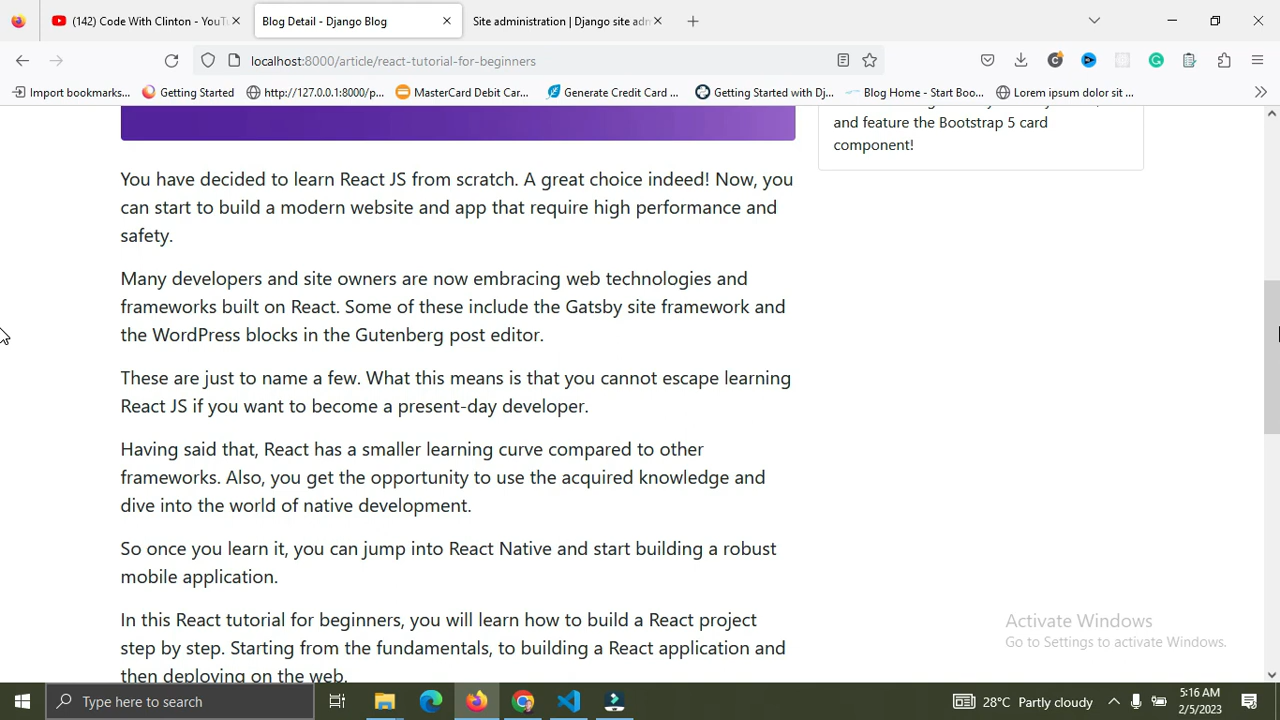 (142) Code With Clinton - YouTu
Blog Detail - Django Blog
Site administration | Django site adr
localhost:8000/article/react-tutorial-for-beginners
Import bookmarks...
Getting Started
http://127.0.0.1:8000/p...
MasterCard Debit Car...
Generate Credit Card ...
Getting Started with Dj...
Blog Home - Start Boo...
Lorem ipsum dolor sit ...
and feature the Bootstrap 5 card
component!
You have decided to learn React JS from scratch. A great choice indeed! Now, you
can start to build a modern website and app that require high performance and
safety.
Many developers and site owners are now embracing web technologies and
frameworks built on React. Some of these include the Gatsby site framework and
the WordPress blocks in the Gutenberg post editor.
These are just to name a few. What this means is that you cannot escape learning
React JS if you want to become a present-day developer.
Having said that, React has a smaller learning curve compared to other
frameworks. Also, you get the opportunity to use the acquired knowledge and
dive into the world of native development.
So once you learn it, you can jump into React Native and start building a robust
mobile application.
In this React tutorial for beginners, you will learn how to build a React project
step by step. Starting from the fundamentals, to building a React application and
then deploying on the web.
Activate Windows
Go to Settings to activate Windows.
Type here to search
28°C Partly cloudy
5:16 AM
2/5/2023